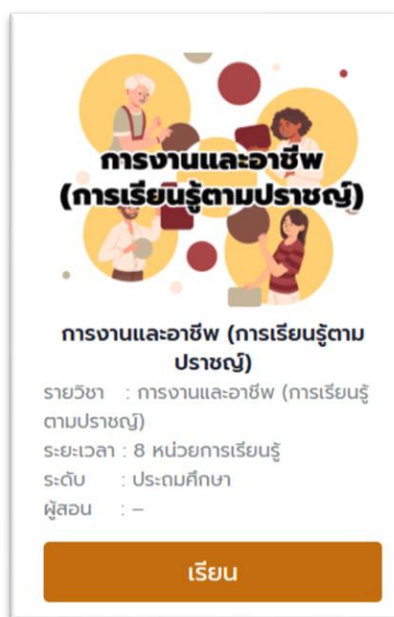 การงานและอาชีพ
(การเรียนรู้ตามปราชญ์)
การงานและอาชีพ (การเรียนรู้ตาม
ปราชญ์)
รายวิชา : การงานและอาชีพ (การเรียนรู้
ตามปราชญ์)
ระยะเวลา : 8 หน่วยการเรียนรู้
ระดับ : ประถมศึกษา
ผู้สอน : –
เรียน